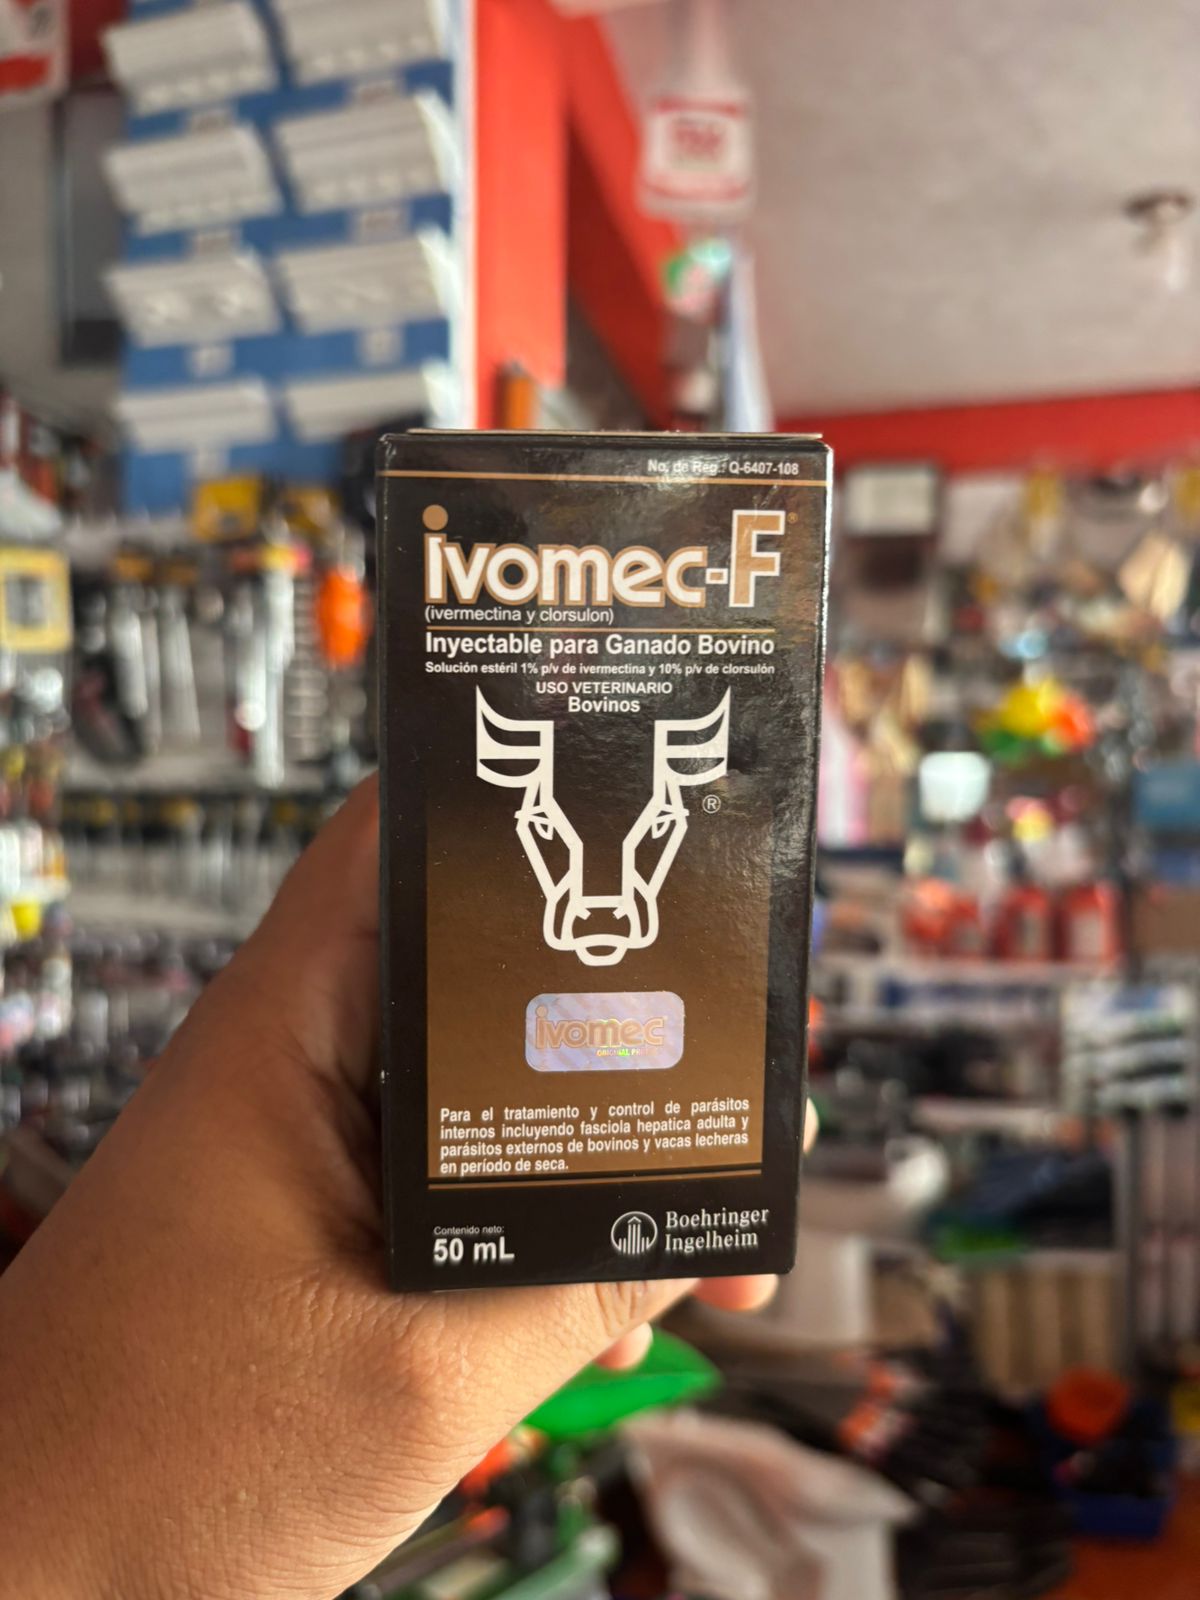 No. de Reg.: Q-6407-108
ivomec-F®
(ivermectina y clorsulon)
Inyectable para Ganado Bovino
Solución estéril 1% p/v de ivermectina y 10% p/v de clorsulón
USO VETERINARIO
Bovinos
®
ivomec
ORIGINAL
Para el tratamiento y control de parásitos
internos incluyendo fasciola hepatica adulta y
parásitos externos de bovinos y vacas lecheras
en período de seca.
Contenido neto:
50 mL
Boehringer
Ingelheim